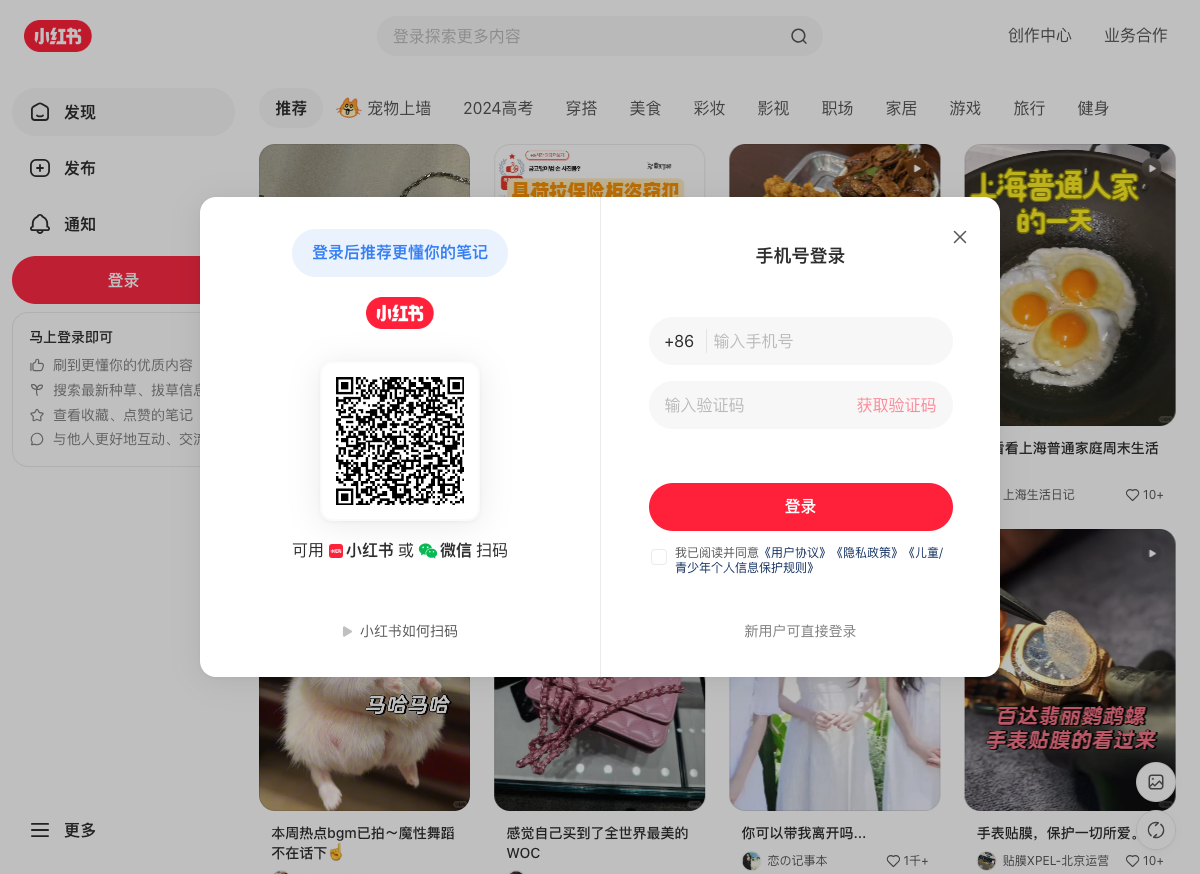 小红书
登录探索更多内容
创作中心
业务合作
发现
发布
通知
登录
马上登录即可
刷到更懂你的优质内容
搜索最新种草、拔草信息
查看收藏、点赞的笔记
与他人更好地互动、交流
更多
推荐
宠物上墙
2024高考
穿搭
美食
彩妆
影视
职场
家居
游戏
旅行
健身
上海普通人家
的一天
看看上海普通家庭周末生活
上海生活日记
10+
登录后推荐更懂你的笔记
小红书
可用 小红书 或 微信 扫码
小红书如何扫码
手机号登录
+86
输入手机号
输入验证码
获取验证码
登录
我已阅读并同意《用户协议》《隐私政策》《儿童/
青少年个人信息保护规则》
新用户可直接登录
马哈马哈
本周热点bgm已拍～魔性舞蹈
不在话下☝
感觉自己买到了全世界最美的
WOC
你可以带我离开吗...
恋の记事本
1千+
百达翡丽鹦鹉螺
手表贴膜的看过来
手表贴膜，保护一切所爱。
贴膜XPEL-北京运营
10+